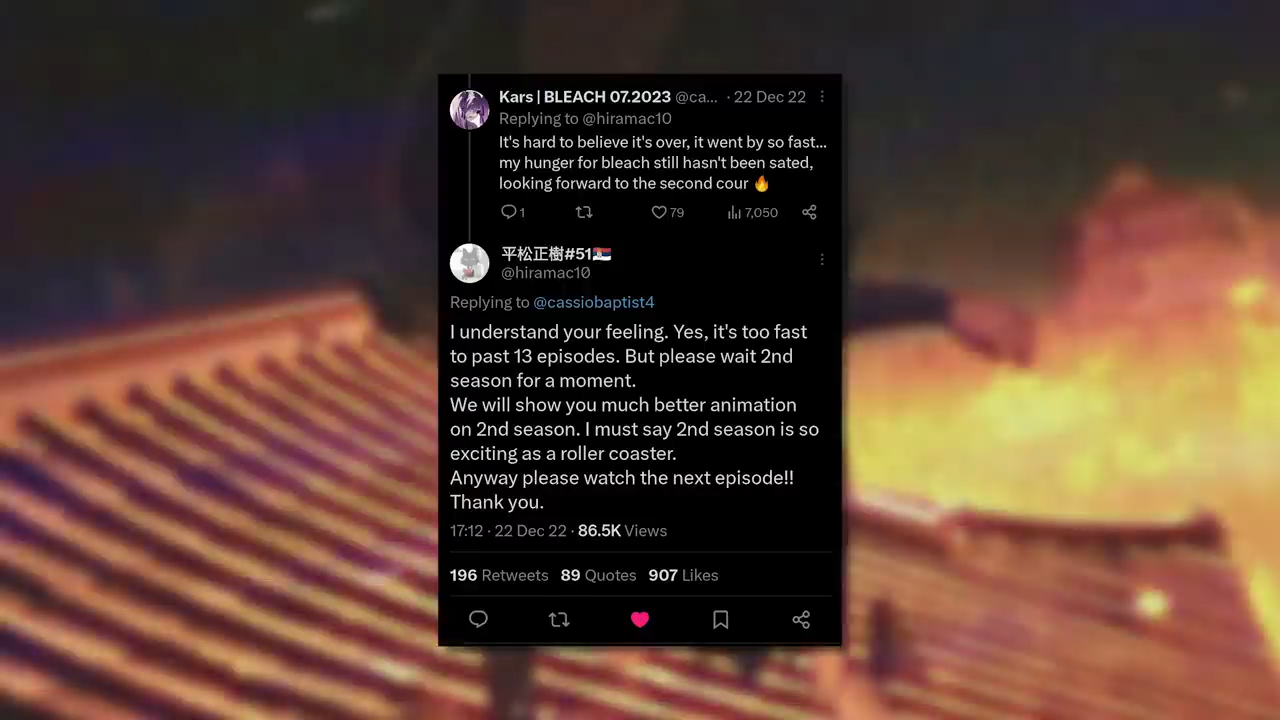 Kars | BLEACH 07.2023 @ca... · 22 Dec 22
Replying to @hiramac10
It's hard to believe it's over, it went by so fast...
my hunger for bleach still hasn't been sated,
looking forward to the second cour 🔥
1 79 7,050
平松正樹#51🇷🇸
@hiramac10
Replying to @cassiobaptist4
I understand your feeling. Yes, it's too fast
to past 13 episodes. But please wait 2nd
season for a moment.
We will show you much better animation
on 2nd season. I must say 2nd season is so
exciting as a roller coaster.
Anyway please watch the next episode!!
Thank you.
17:12 · 22 Dec 22 · 86.5K Views
196 Retweets 89 Quotes 907 Likes